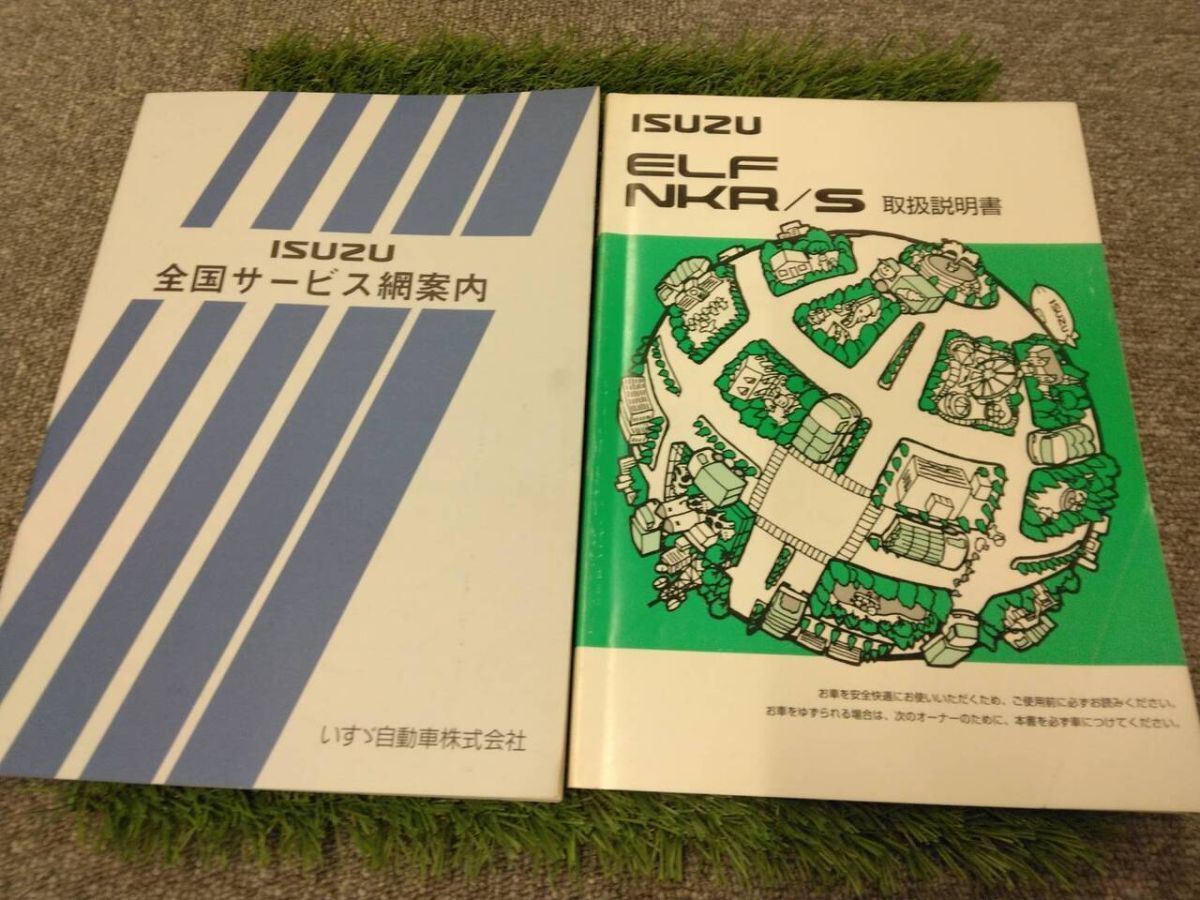 ISUZU
全国サービス網案内
いすゞ自動車株式会社
ISUZU
ELF
NKR/S 取扱説明書
ISUZU
お車を安全快適にお使いいただくため、ご使用前に必ずお読みください。
お車をゆずられる場合は、次のオーナーのために、本書を必ず車につけてください。